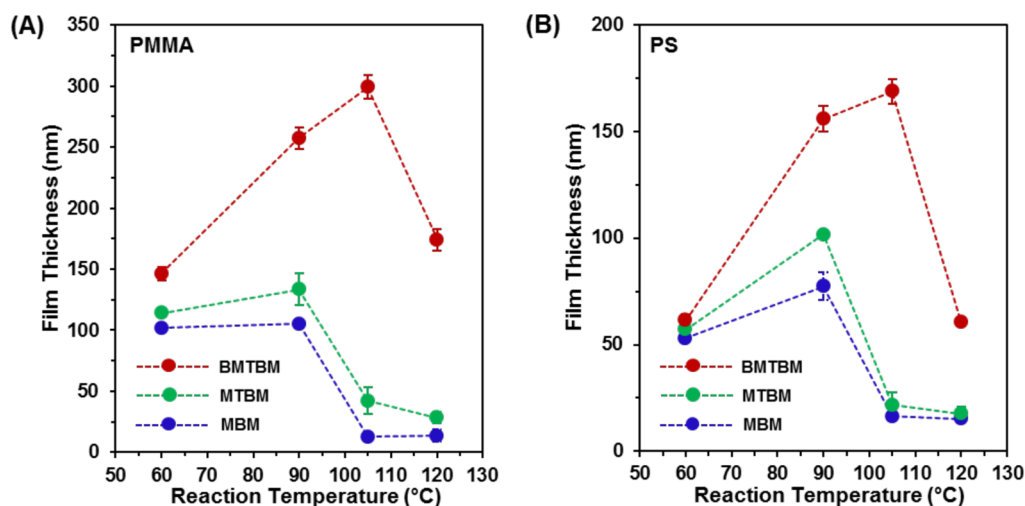 (A)
PMMA
350
300
250
200
150
100
50
0
Film Thickness (nm)
BMTBM
MTBM
MBM
50 60 70 80 90 100 110 120 130
Reaction Temperature (°C)
(B)
PS
200
150
100
50
0
Film Thickness (nm)
BMTBM
MTBM
MBM
50 60 70 80 90 100 110 120 130
Reaction Temperature (°C)